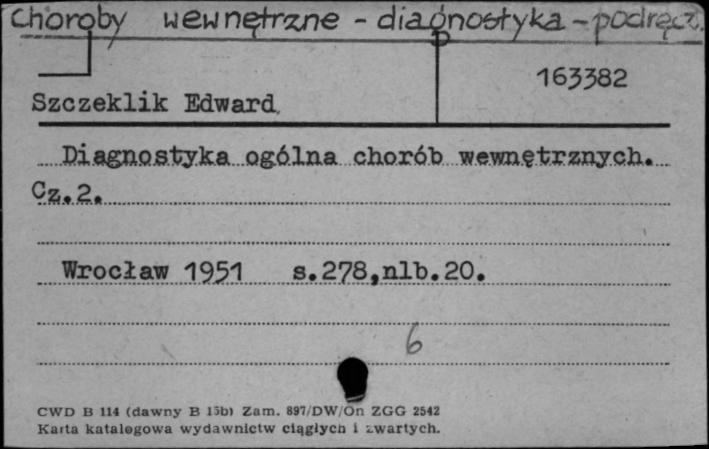 Choroby wewnętrzne - diagnostyka - podręcz.
163382
Szczeklik Edward.
Diagnostyka ogólna chorób wewnętrznych.
Cz.2.
Wrocław 1951 s.278,nlb.20.
6
CWD B 114 (dawny B 15b) Zam. 897/DW/On ZGG 2542
Karta katalogowa wydawnictw ciągłych i zwartych.